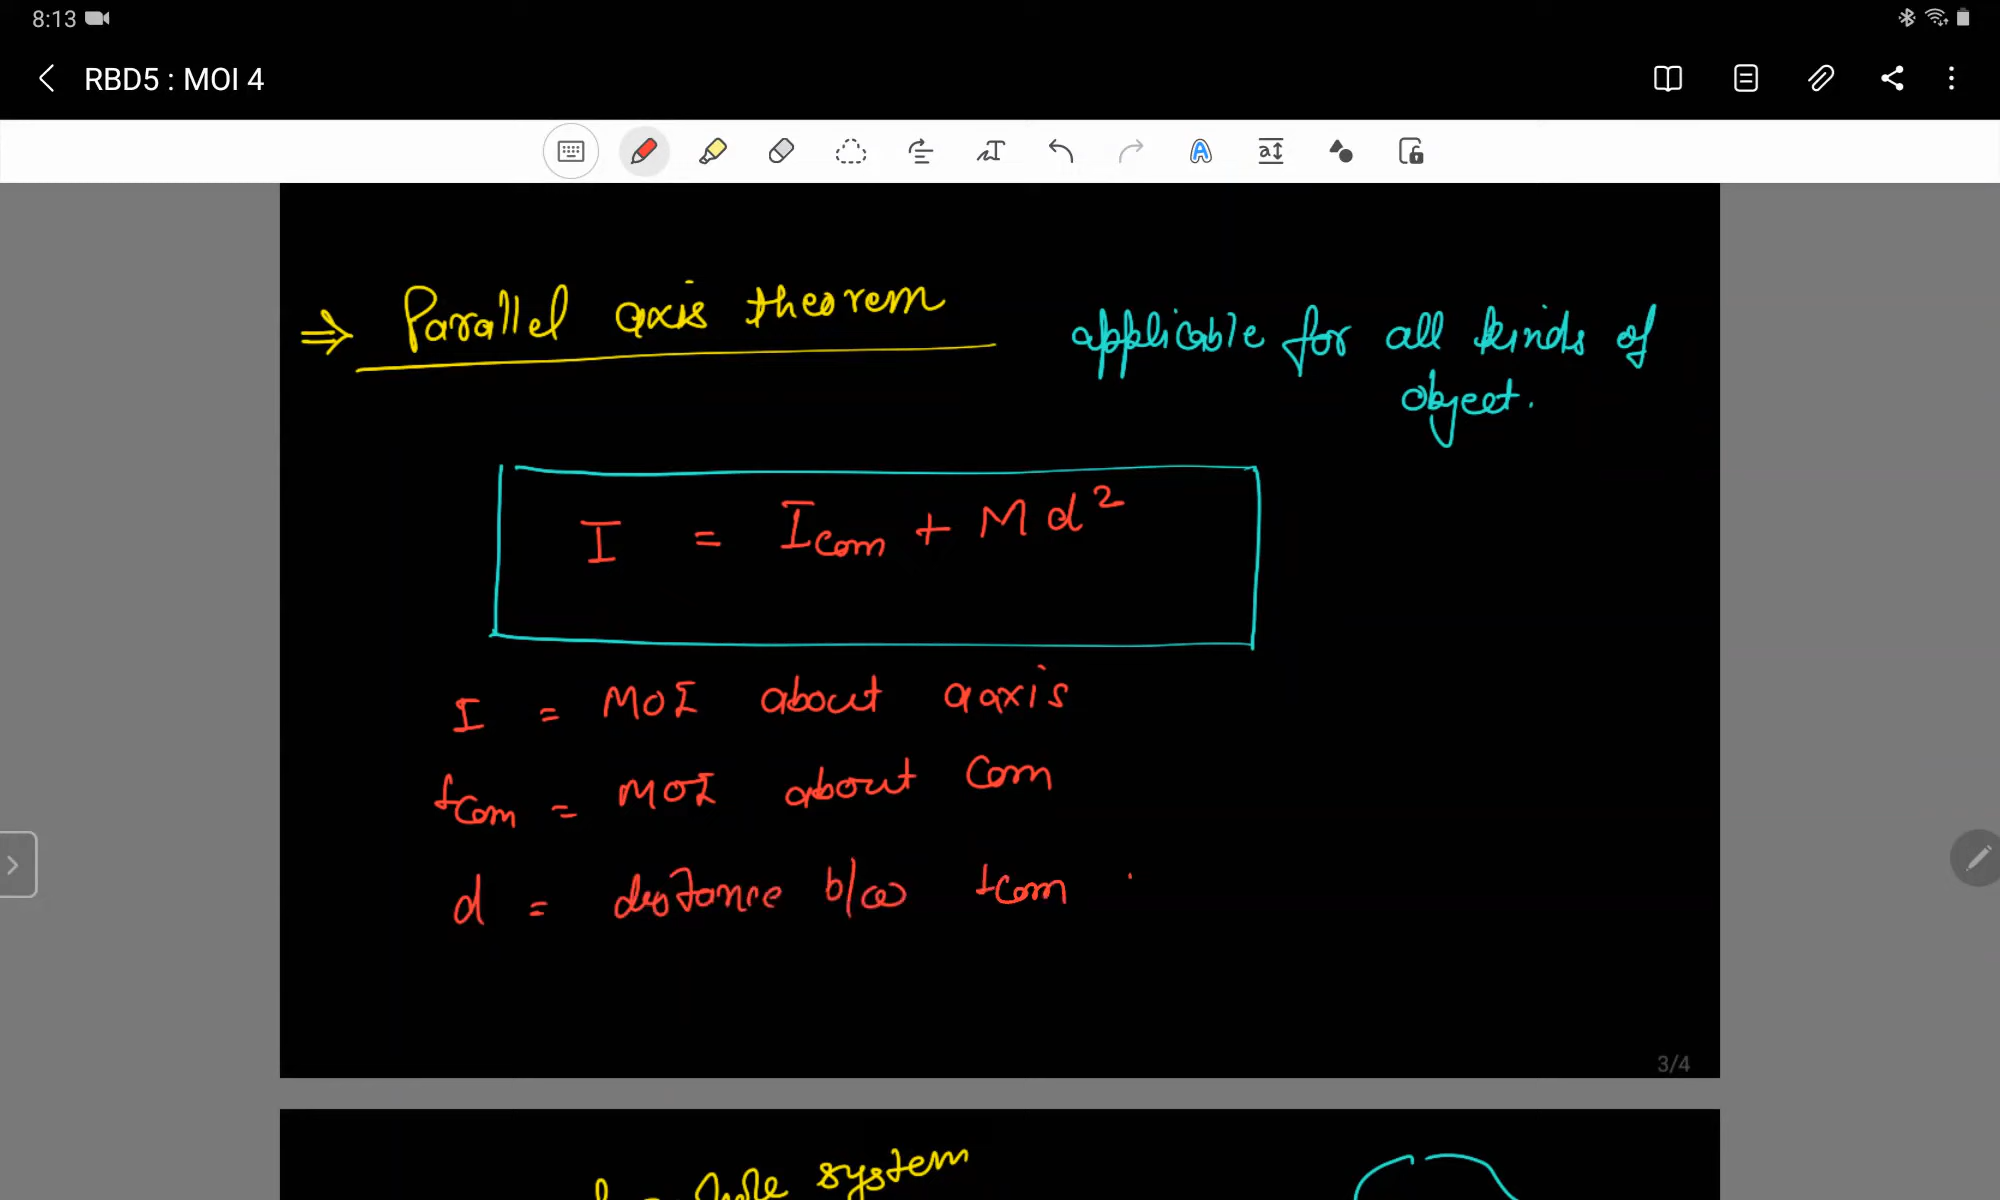 8:13
RBD5 : MOI 4
⇒ Parallel axis theorem
applicable for all kinds of
object.
I = Icom + Md²
I = MOI about a axis
Icom = MOI about com
d = distance b/w Icom
3/4
system